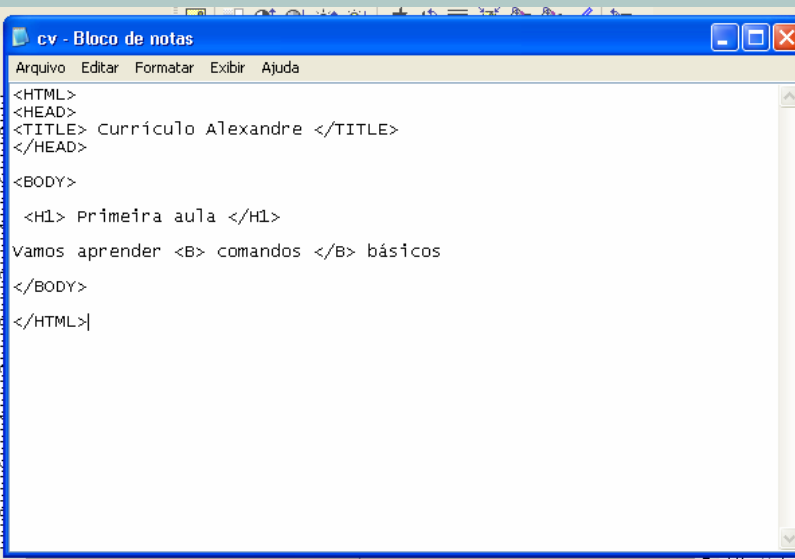 cv - Bloco de notas
Arquivo Editar Formatar Exibir Ajuda
<HTML>
<HEAD>
<TITLE> Currículo Alexandre </TITLE>
</HEAD>
<BODY>
<H1> Primeira aula </H1>
Vamos aprender <B> comandos </B> básicos
</BODY>
</HTML>